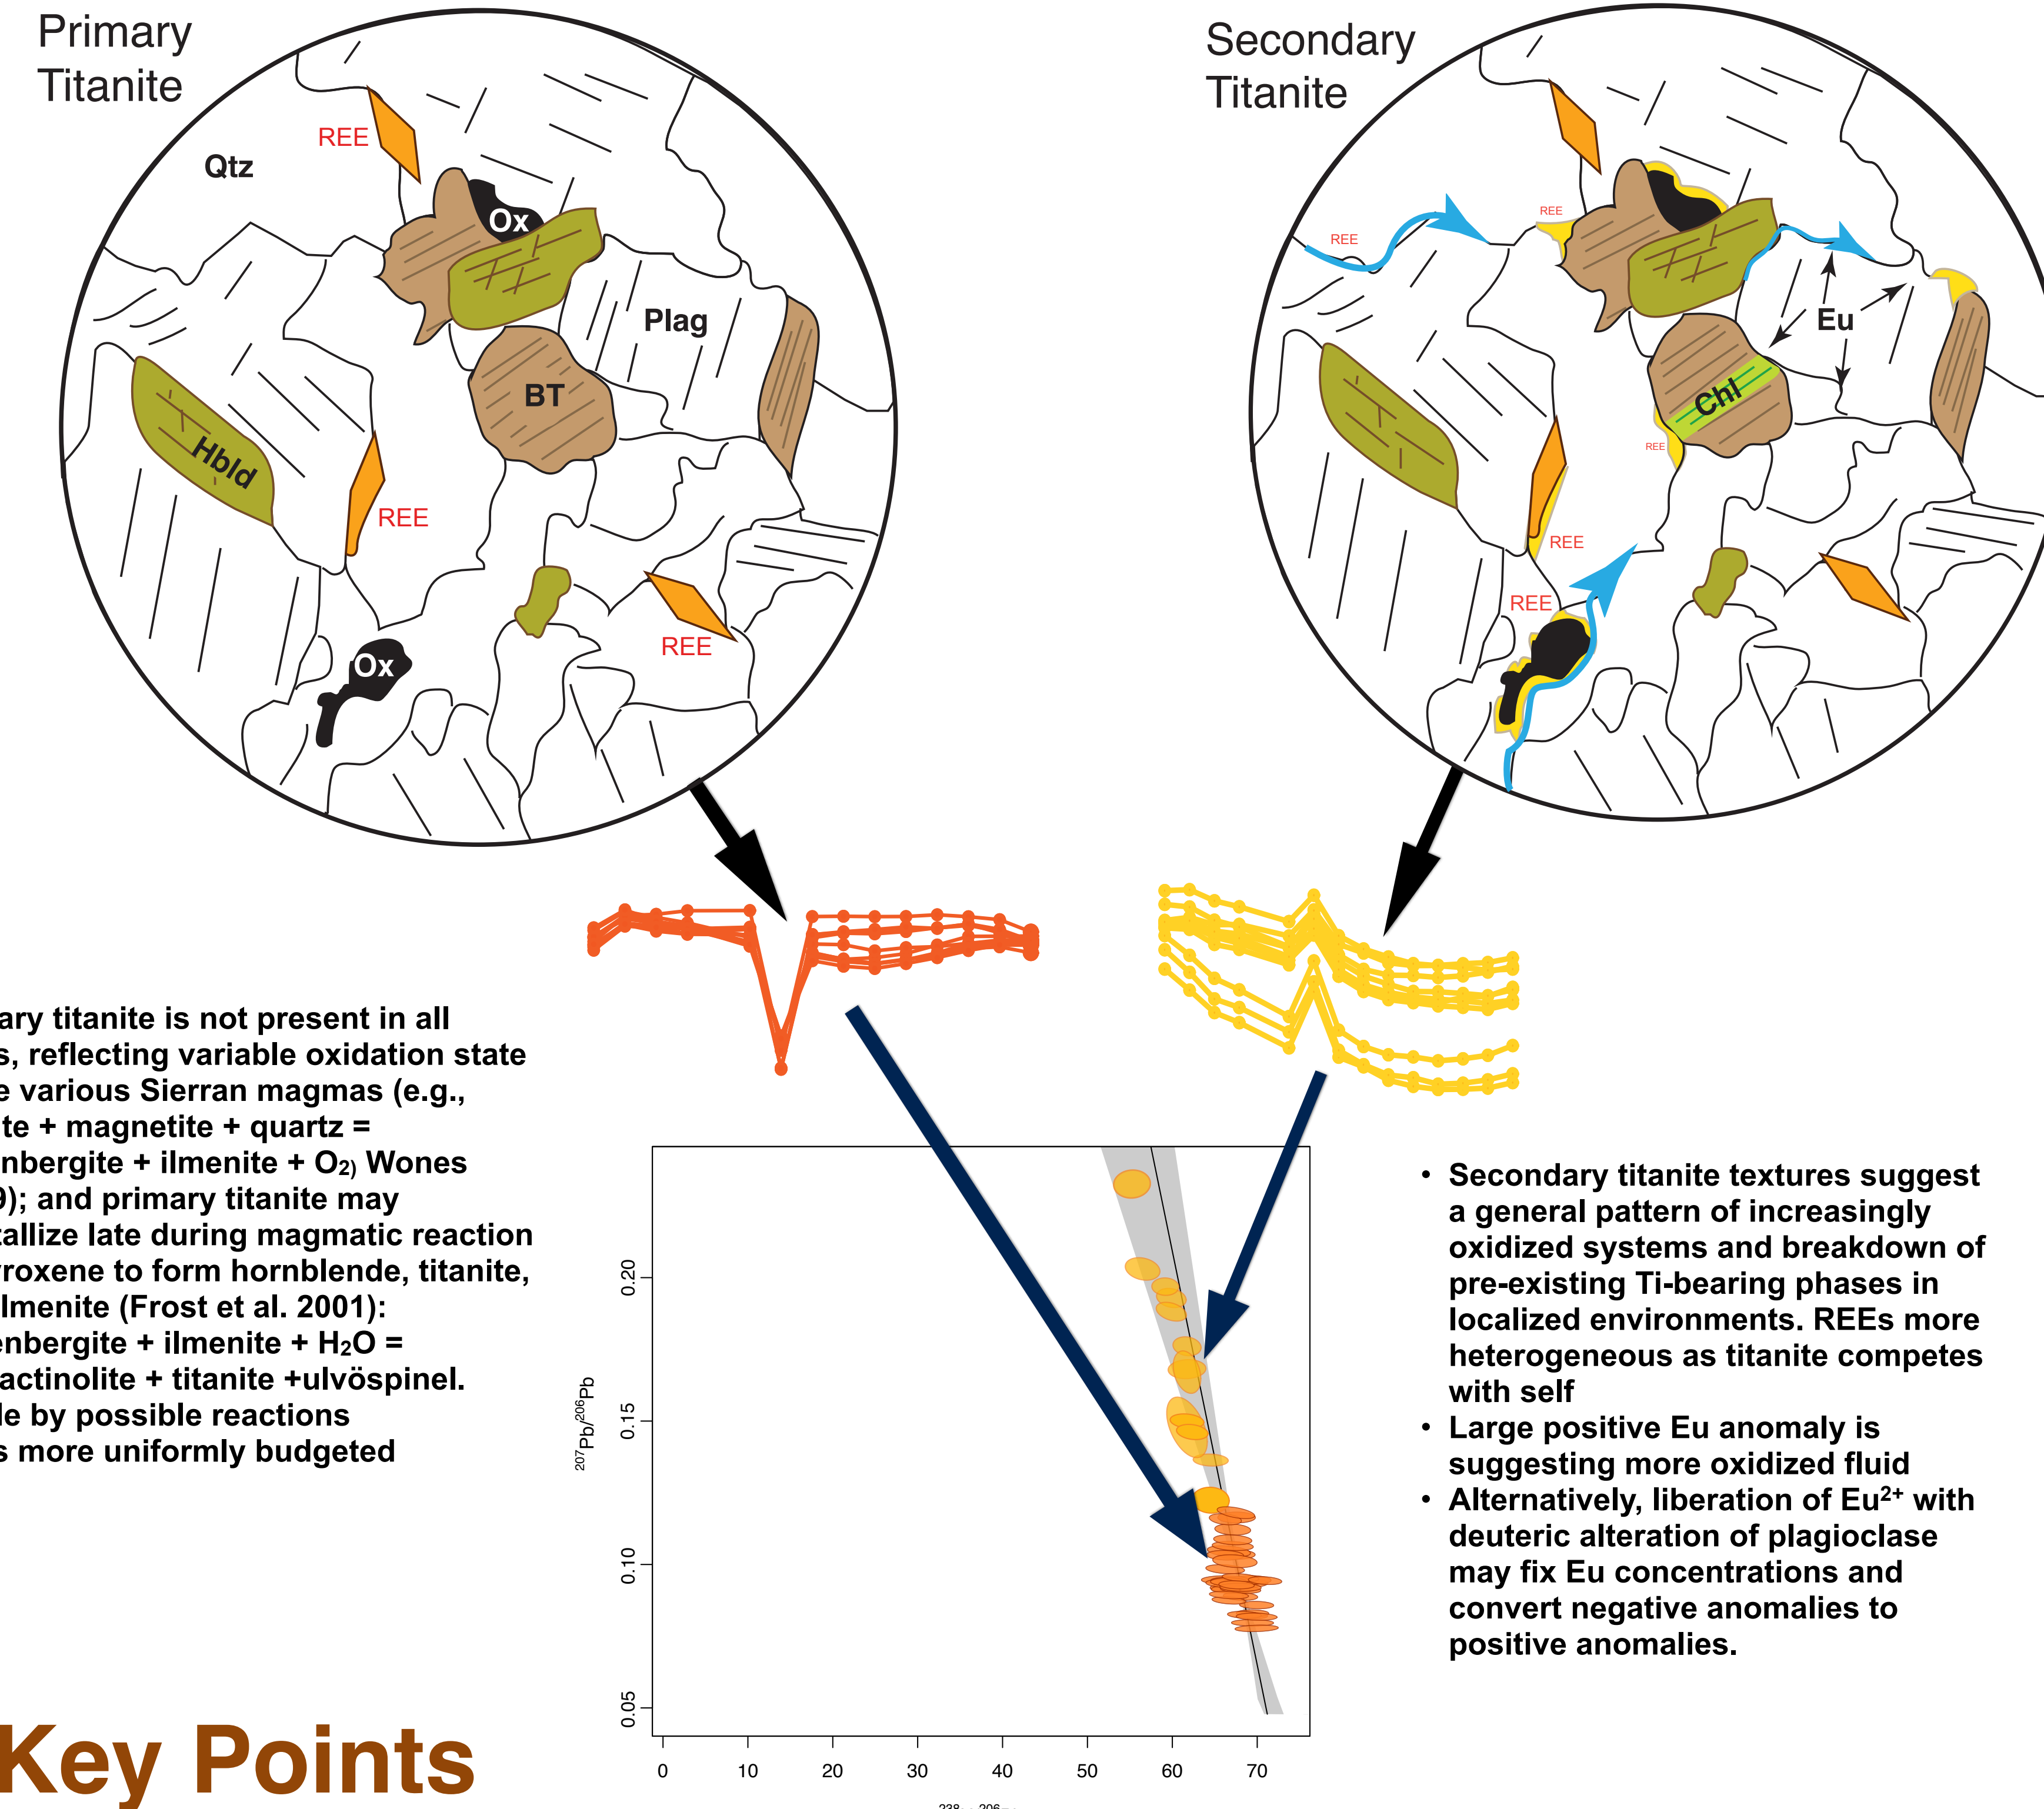 Primary
Titanite
REE
Qtz
Ox
Plag
BT
Hbld
REE
REE
Ox
Secondary
Titanite
REE
REE
Eu
Chl
REE
REE
REE
ary titanite is not present in all
s, reflecting variable oxidation state
e various Sierran magmas (e.g.,
ite + magnetite + quartz =
enbergite + ilmenite + O2) Wones
9); and primary titanite may
tallize late during magmatic reaction
yroxene to form hornblende, titanite,
ilmenite (Frost et al. 2001):
enbergite + ilmenite + H2O =
actinolite + titanite +ulvöspinel.
le by possible reactions
s more uniformly budgeted
207Pb/206Pb
0.20
0.15
0.10
0.05
0 10 20 30 40 50 60 70
238 206
• Secondary titanite textures suggest
a general pattern of increasingly
oxidized systems and breakdown of
pre-existing Ti-bearing phases in
localized environments. REEs more
heterogeneous as titanite competes
with self
• Large positive Eu anomaly is
suggesting more oxidized fluid
• Alternatively, liberation of Eu2+ with
deuteric alteration of plagioclase
may fix Eu concentrations and
convert negative anomalies to
positive anomalies.
Key Points